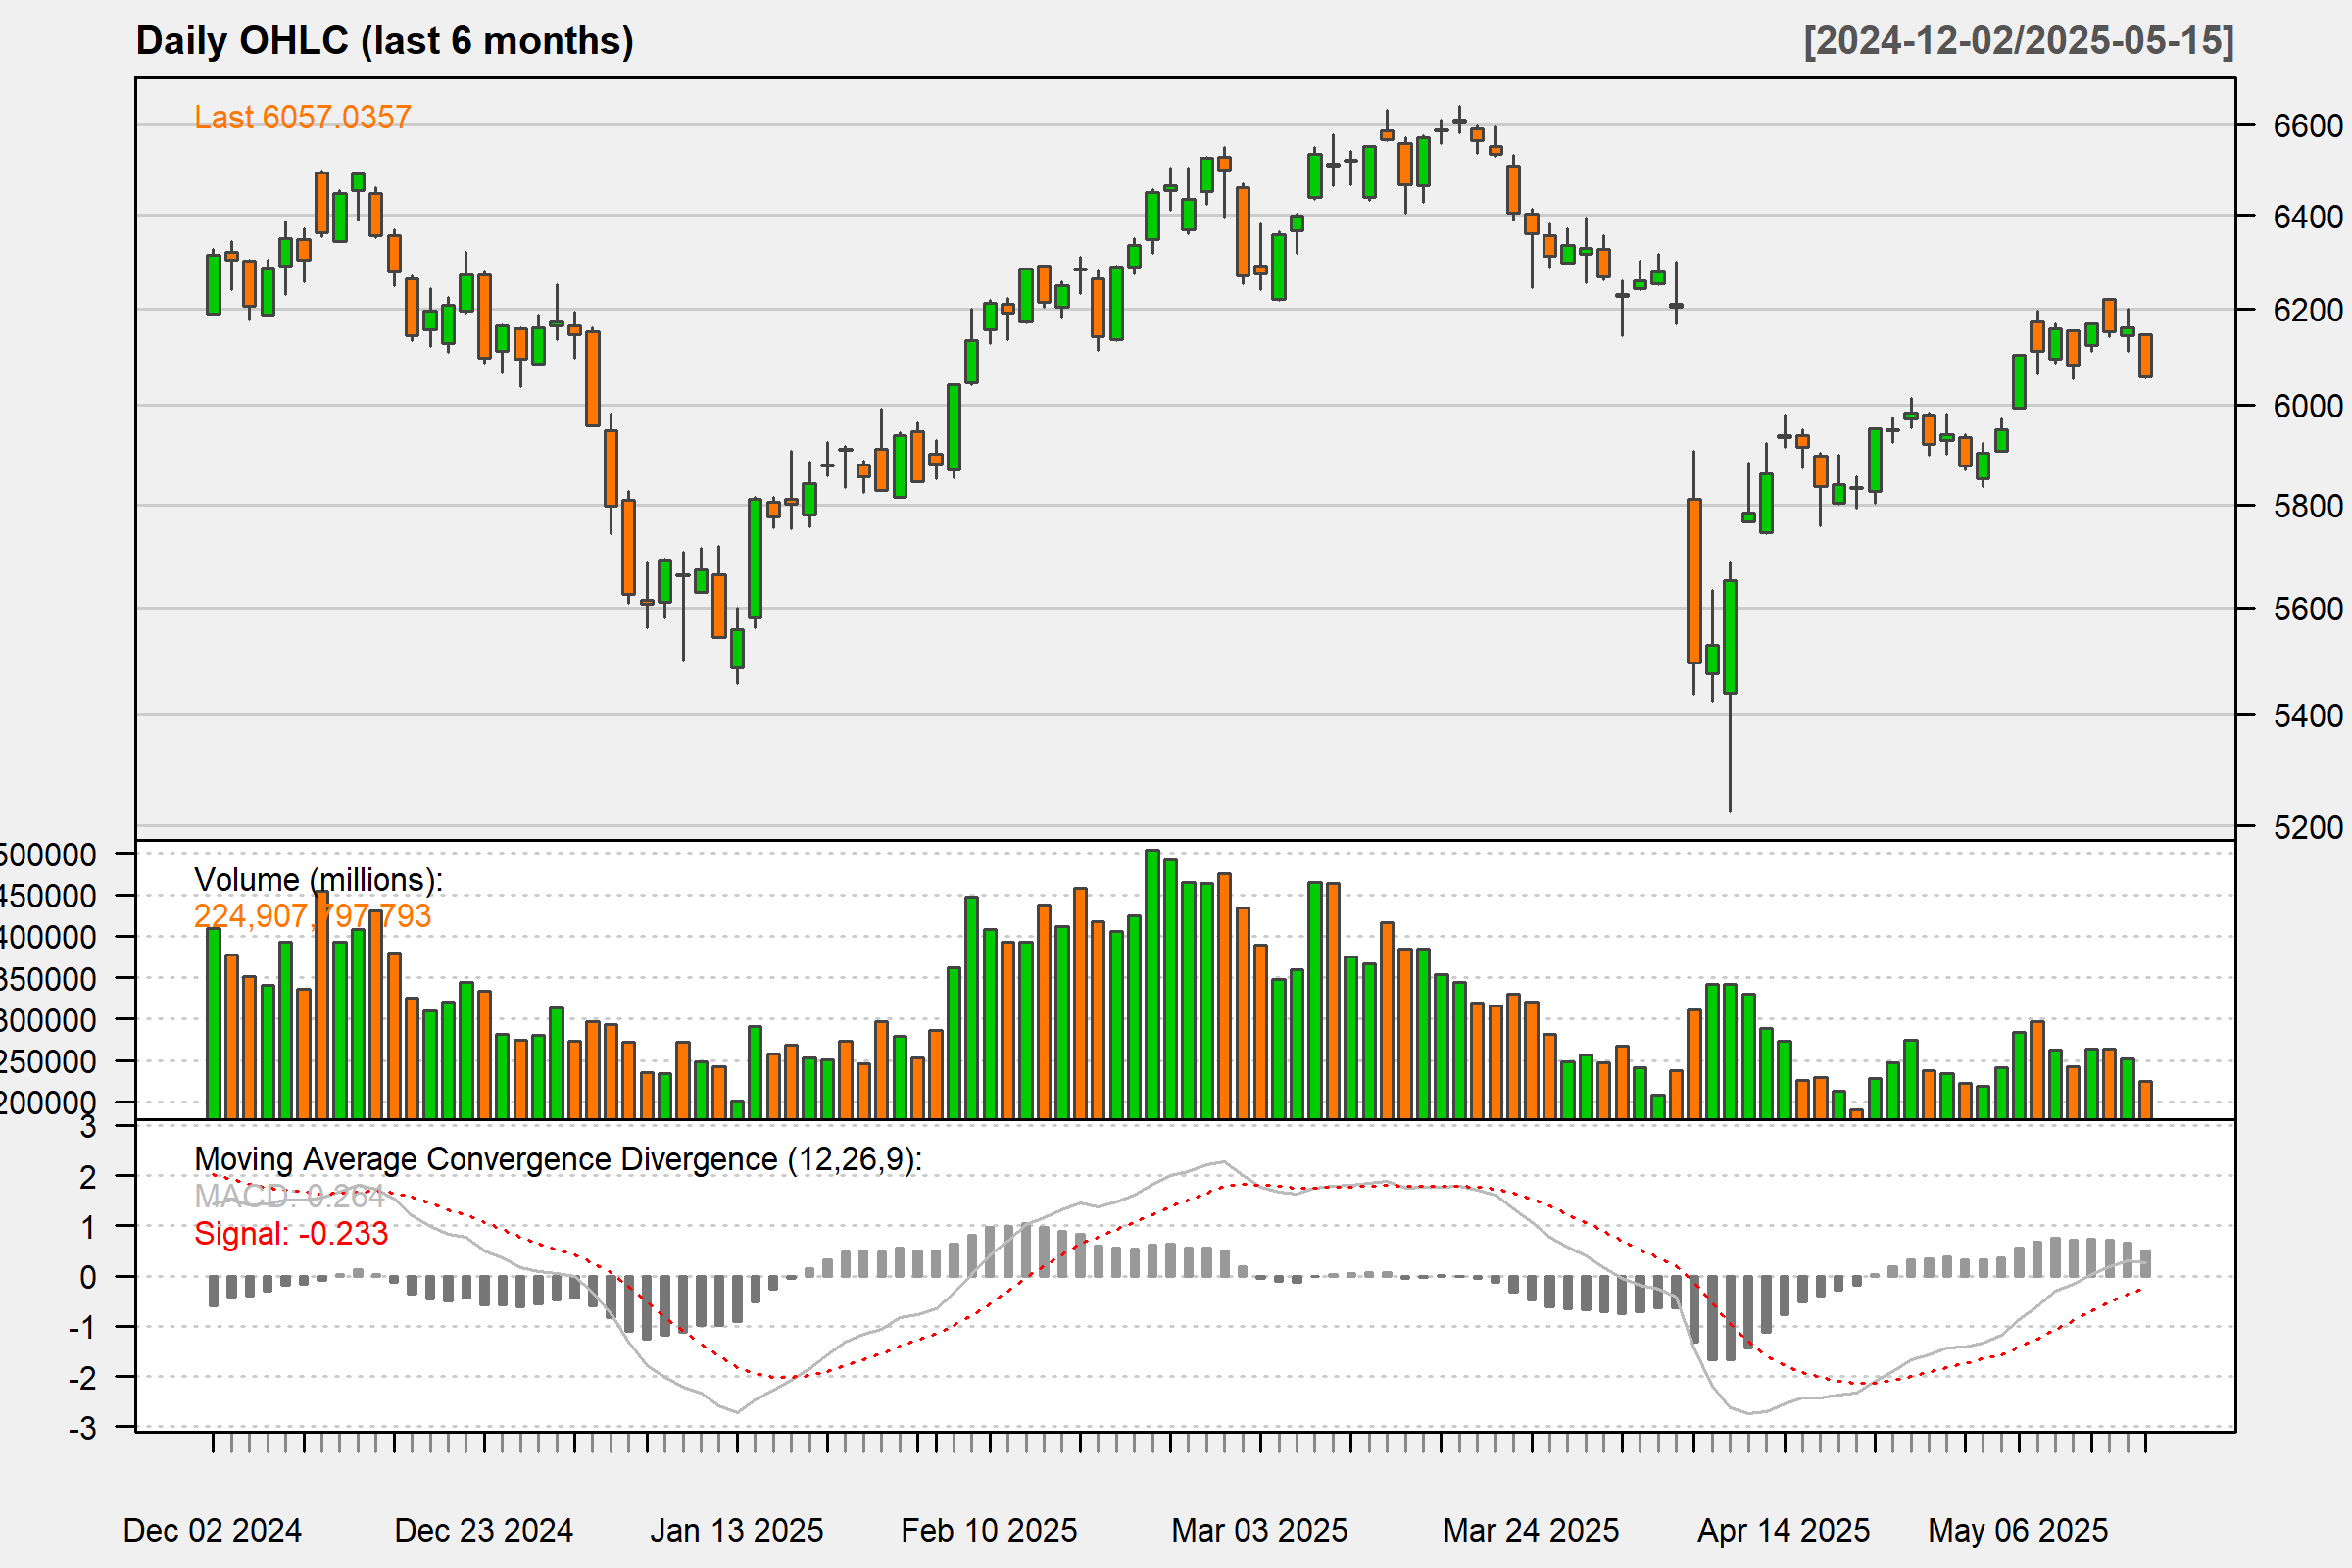 Daily OHLC (last 6 months)
[2024-12-02/2025-05-15]
Last 6057.0357
6600
6400
6200
6000
5800
5600
5400
5200
500000
450000
400000
350000
300000
250000
200000
Volume (millions):
224,907,797,793
3
2
1
0
-1
-2
-3
Moving Average Convergence Divergence (12,26,9):
MACD: 0.264
Signal: -0.233
Dec 02 2024
Dec 23 2024
Jan 13 2025
Feb 10 2025
Mar 03 2025
Mar 24 2025
Apr 14 2025
May 06 2025